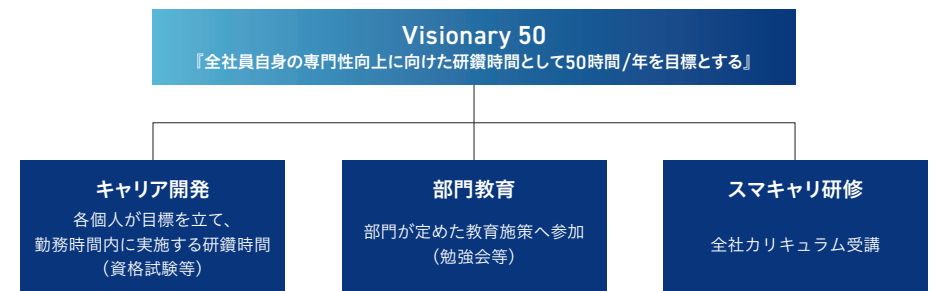 Visionary 50
『全社員自身の専門性向上に向けた研鑽時間として50時間/年を目標とする』
キャリア開発
各個人が目標を立て、
勤務時間内に実施する研鑽時間
（資格試験等）
部門教育
部門が定めた教育施策へ参加
（勉強会等）
スマキャリ研修
全社カリキュラム受講